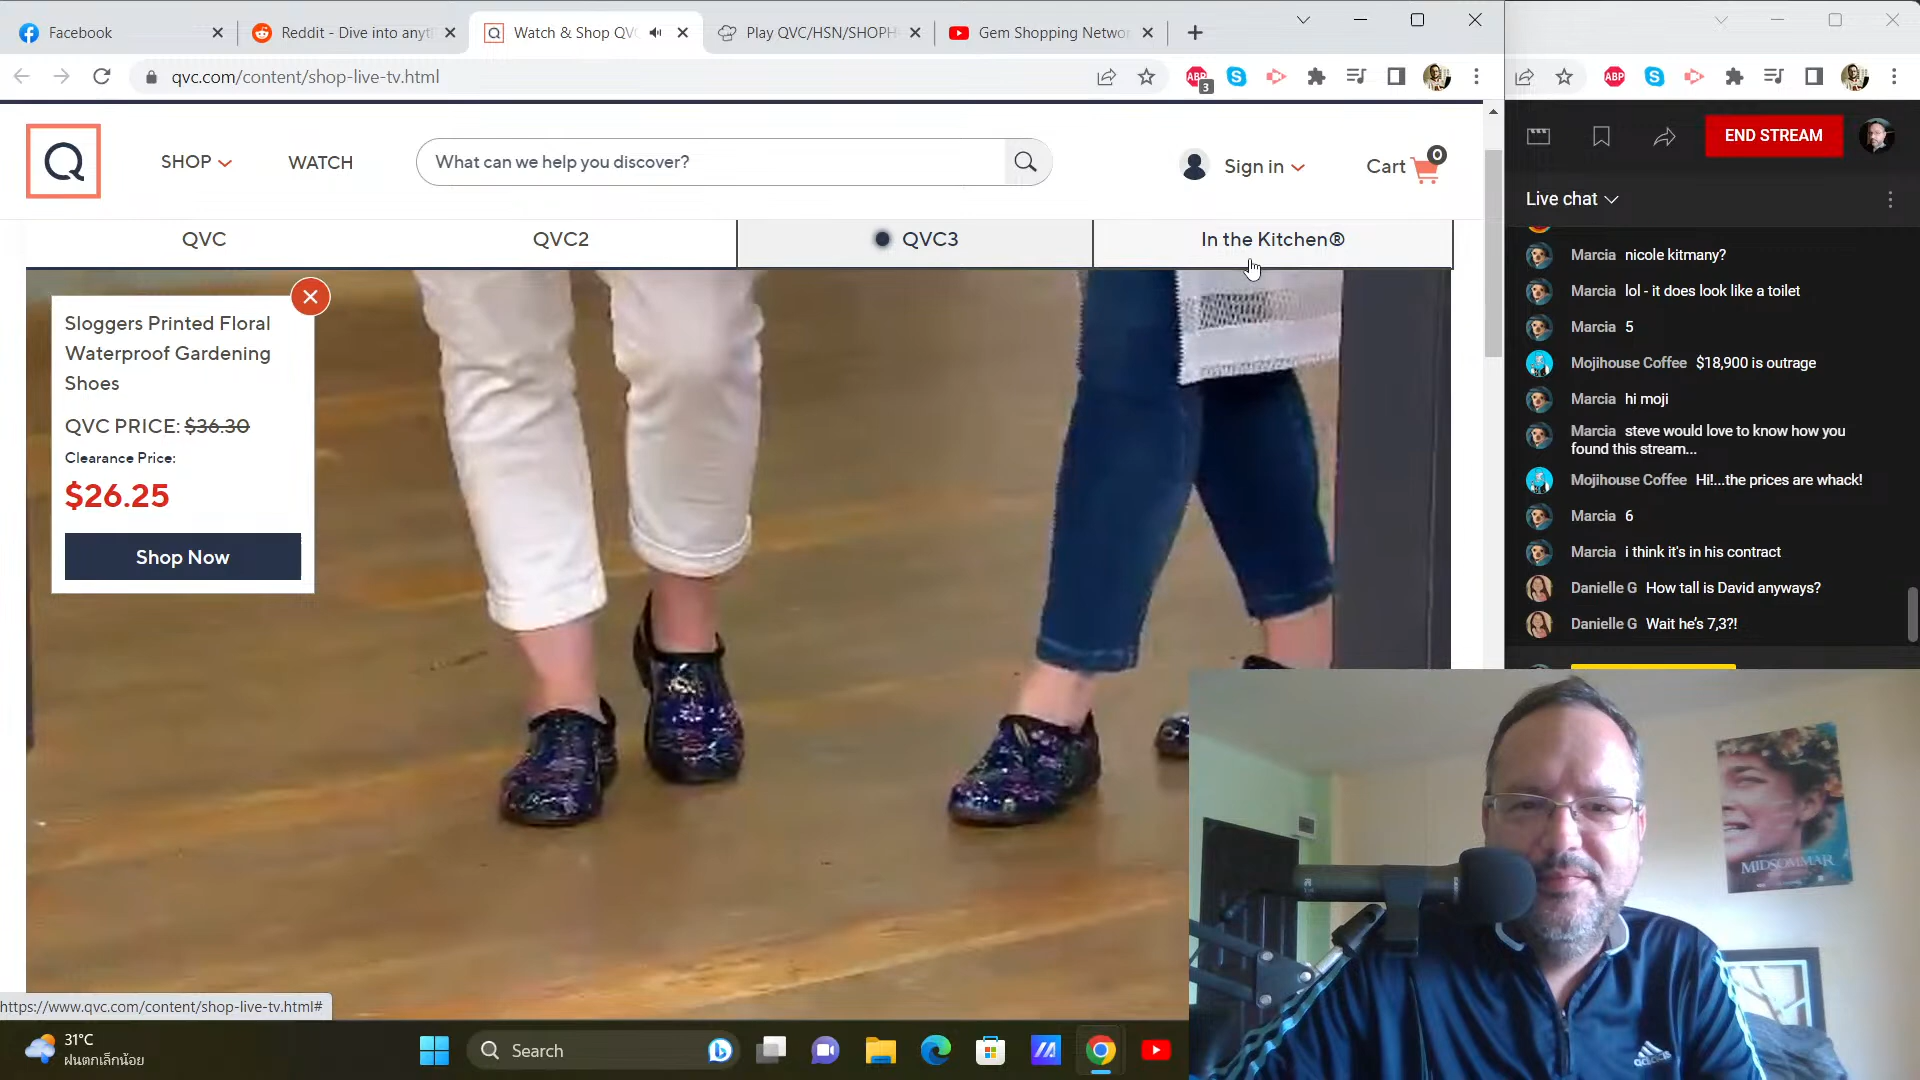 Facebook
Reddit - Dive into anyt
Watch & Shop QV
Play QVC/HSN/SHOPH
Gem Shopping Netwo
qvc.com/content/shop-live-tv.html
ABP
3
ABP
Q
SHOP
WATCH
What can we help you discover?
Sign in
Cart
0
END STREAM
Live chat
QVC
QVC2
QVC3
In the Kitchen®
Sloggers Printed Floral
Waterproof Gardening
Shoes
QVC PRICE: $36.30
Clearance Price:
$26.25
Shop Now
Marcia nicole kitmany?
Marcia lol - it does look like a toilet
Marcia 5
Mojihouse Coffee $18,900 is outrage
Marcia hi moji
Marcia steve would love to know how you
found this stream...
Mojihouse Coffee Hi!...the prices are whack!
Marcia 6
Marcia i think it's in his contract
Danielle G How tall is David anyways?
Danielle G Wait he's 7,3?!
MIDSOMMAR
adidas
https://www.qvc.com/content/shop-live-tv.html#
31°C
ฝนตกเล็กน้อย
Search